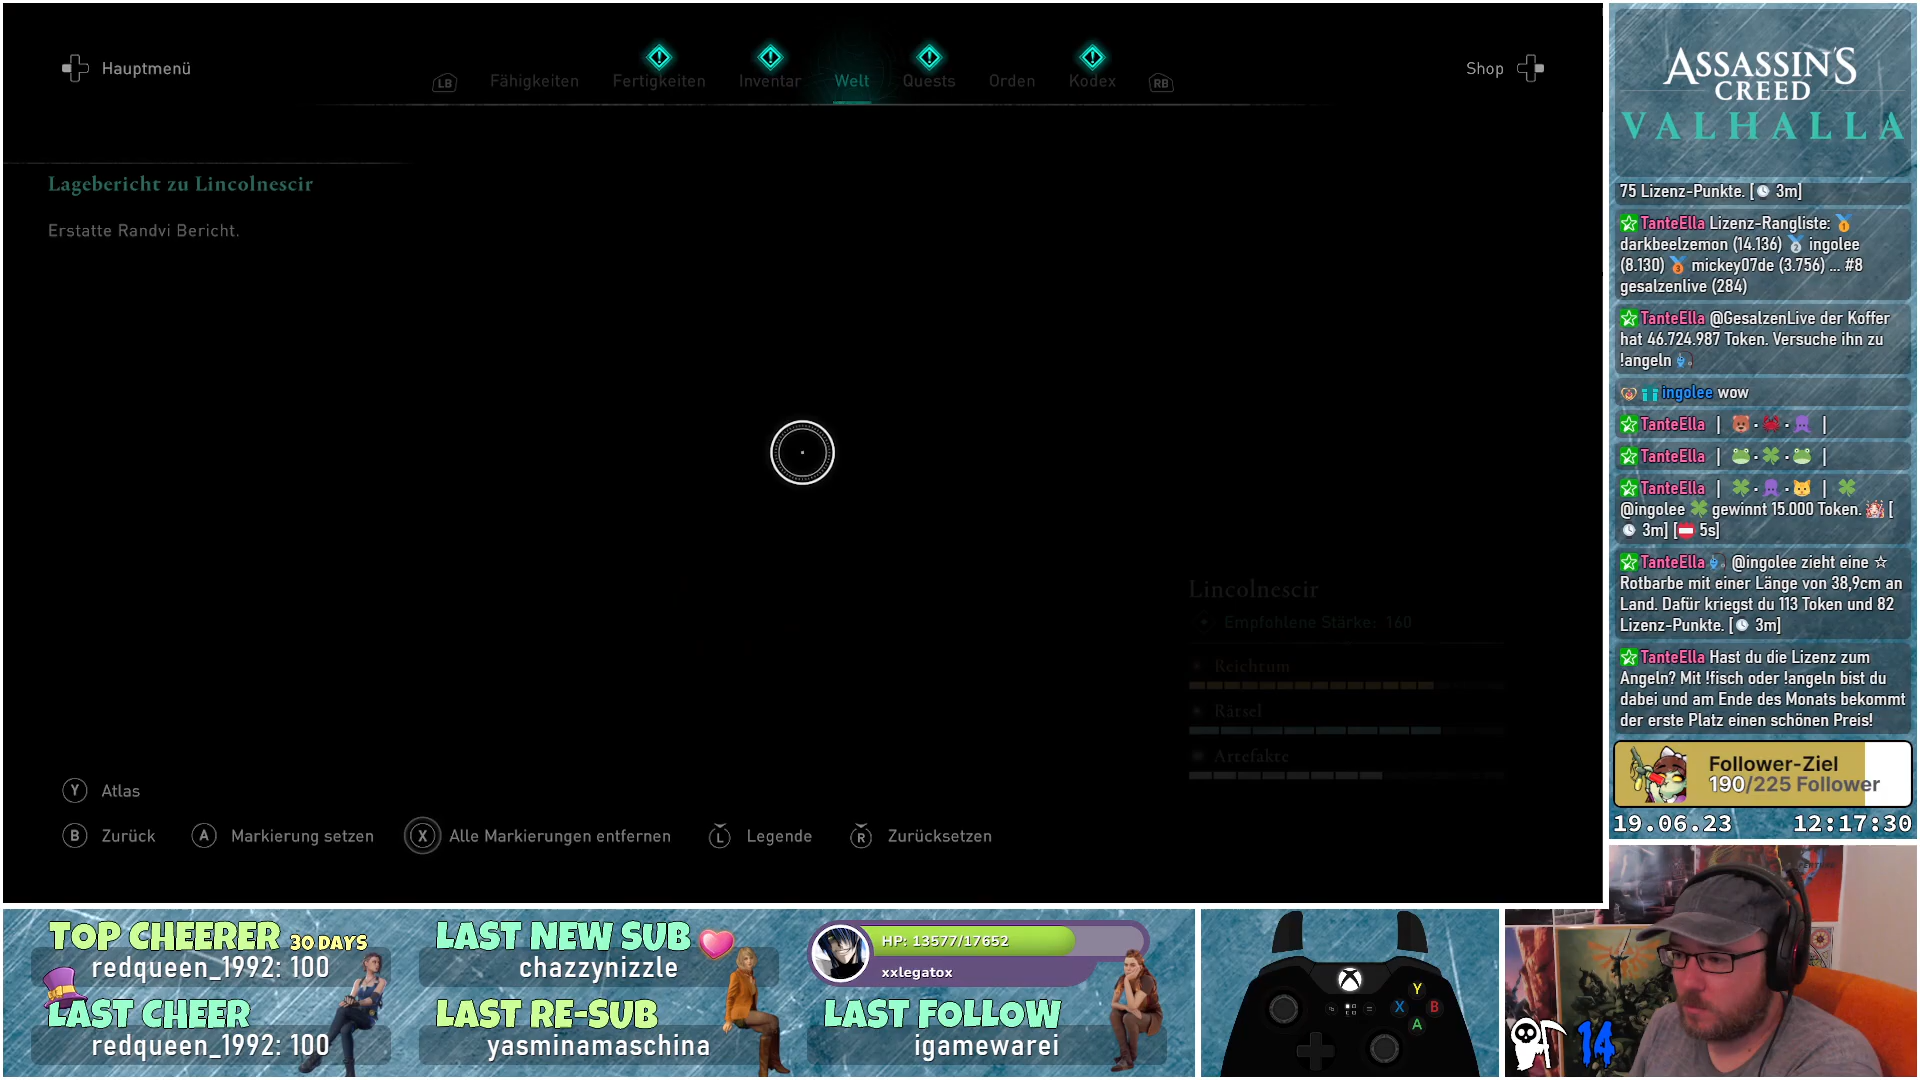 Hauptmenü
LB
Fähigkeiten
Fertigkeiten
Inventar
Welt
Quests
Orden
Kodex
RB
Shop
Lagebericht zu Lincolnescir
Erstatte Randvi Bericht.
Lincolnescir
Empfohlene Stärke: 160
Reichtum
Rätsel
Artefakte
Y Atlas
B Zurück
A Markierung setzen
X Alle Markierungen entfernen
L Legende
R Zurücksetzen
ASSASSIN'S
CREED
VALHALLA
75 Lizenz-Punkte. [🕓 3m]
TanteElla Lizenz-Rangliste: 🥇
darkbeelzemon (14.136) 🥈 ingolee
(8.130) 🥉 mickey07de (3.756) ... #8
gesalzenlive (284)
TanteElla @GesalzenLive der Koffer
hat 46.724.987 Token. Versuche ihn zu
!angeln
ingolee wow
TanteElla | 🐻 • 🦀 • 🐙 |
TanteElla | 🐸 • 🍀 • 🐸 |
TanteElla | 🍀 • 🐙 • 🐱 | 🍀
@ingolee 🍀 gewinnt 15.000 Token. [
🕓 3m] [ 5s]
TanteElla @ingolee zieht eine ☆
Rotbarbe mit einer Länge von 38,9cm an
Land. Dafür kriegst du 113 Token und 82
Lizenz-Punkte. [🕓 3m]
TanteElla Hast du die Lizenz zum
Angeln? Mit !fisch oder !angeln bist du
dabei und am Ende des Monats bekommt
der erste Platz einen schönen Preis!
Follower-Ziel
190/225 Follower
19.06.23 12:17:30
TOP CHEERER 30 DAYS
redqueen_1992: 100
LAST CHEER
redqueen_1992: 100
LAST NEW SUB
chazzynizzle
LAST RE-SUB
yasminamaschina
HP: 13577/17652
xxlegatox
LAST FOLLOW
igamewarei
Y
X B
A
14